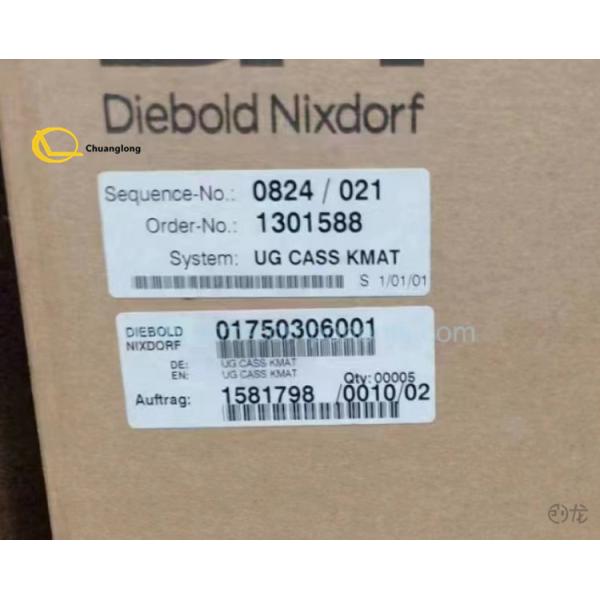 Diebold Nixdorf
Chuanglong
Sequence-No.: 0824 / 021
Order-No.: 1301588
System: UG CASS KMAT
S 1/01/01
DIEBOLD NIXDORF 01750306001
DE: UG CASS KMAT
EN: UG CASS KMAT
Qty: 00005
Auftrag: 1581798 /0010/02
.com